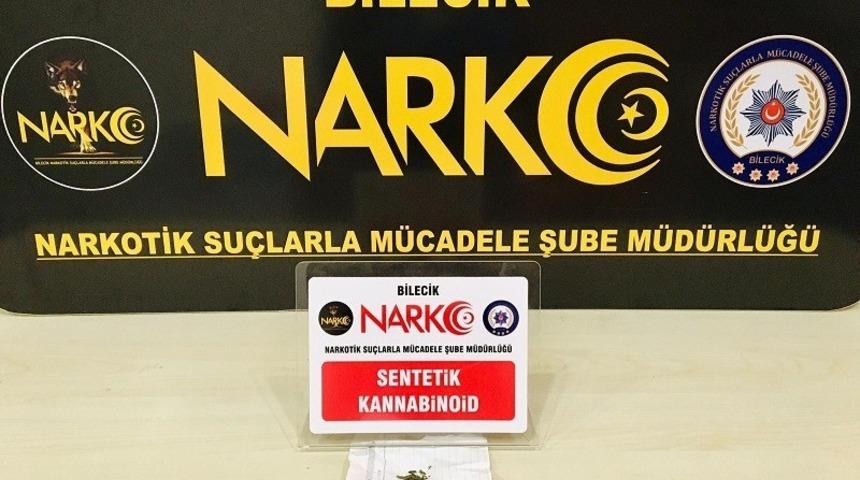 BİLECİK
NARKO
BİLECİK NARKOTİK SUÇLARLA MÜCADELE ŞUBE MÜDÜRLÜĞÜ
NARKO
NARKOTİK SUÇLARLA MÜCADELE ŞUBE MÜDÜRLÜĞÜ
BİLECİK
NARKOTİK SUÇLARLA MÜCADELE ŞUBE MÜDÜRLÜĞÜ
BİLECİK
NARKO
NARKOTİK SUÇLARLA MÜCADELE ŞUBE MÜDÜRLÜĞÜ
SENTETİK
KANNABİNOİD